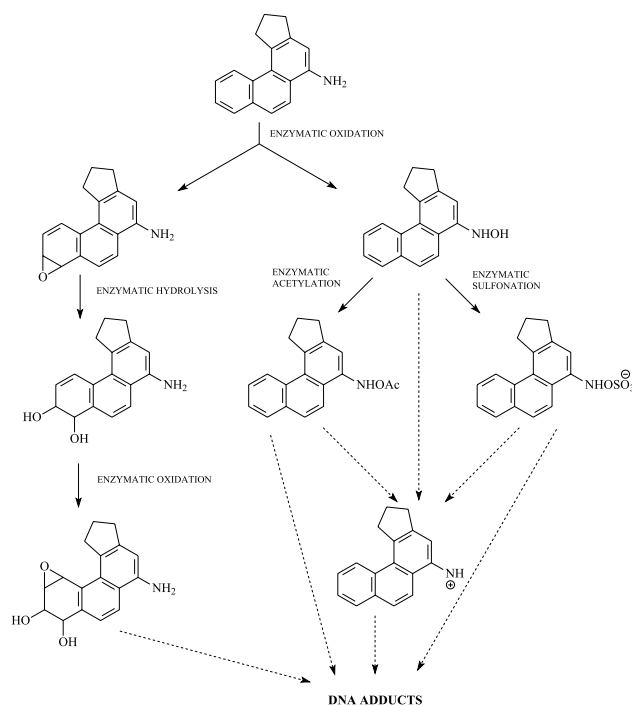 NH2
ENZYMATIC OXIDATION
NH2
O
NHOH
ENZYMATIC HYDROLYSIS
ENZYMATIC
ACETYLATION
ENZYMATIC
SULFONATION
NH2
HO
OH
NHOAc
NHOSO3
⊖
ENZYMATIC OXIDATION
O
NH2
HO
OH
NH
⊕
DNA ADDUCTS